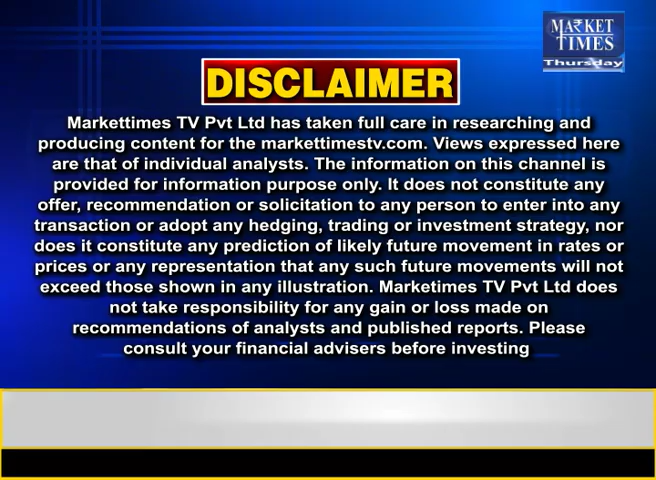 MARKET
TIMES
Thursday
DISCLAIMER
Markettimes TV Pvt Ltd has taken full care in researching and
producing content for the markettimestv.com. Views expressed here
are that of individual analysts. The information on this channel is
provided for information purpose only. It does not constitute any
offer, recommendation or solicitation to any person to enter into any
transaction or adopt any hedging, trading or investment strategy, nor
does it constitute any prediction of likely future movement in rates or
prices or any representation that any such future movements will not
exceed those shown in any illustration. Marketimes TV Pvt Ltd does
not take responsibility for any gain or loss made on
recommendations of analysts and published reports. Please
consult your financial advisers before investing